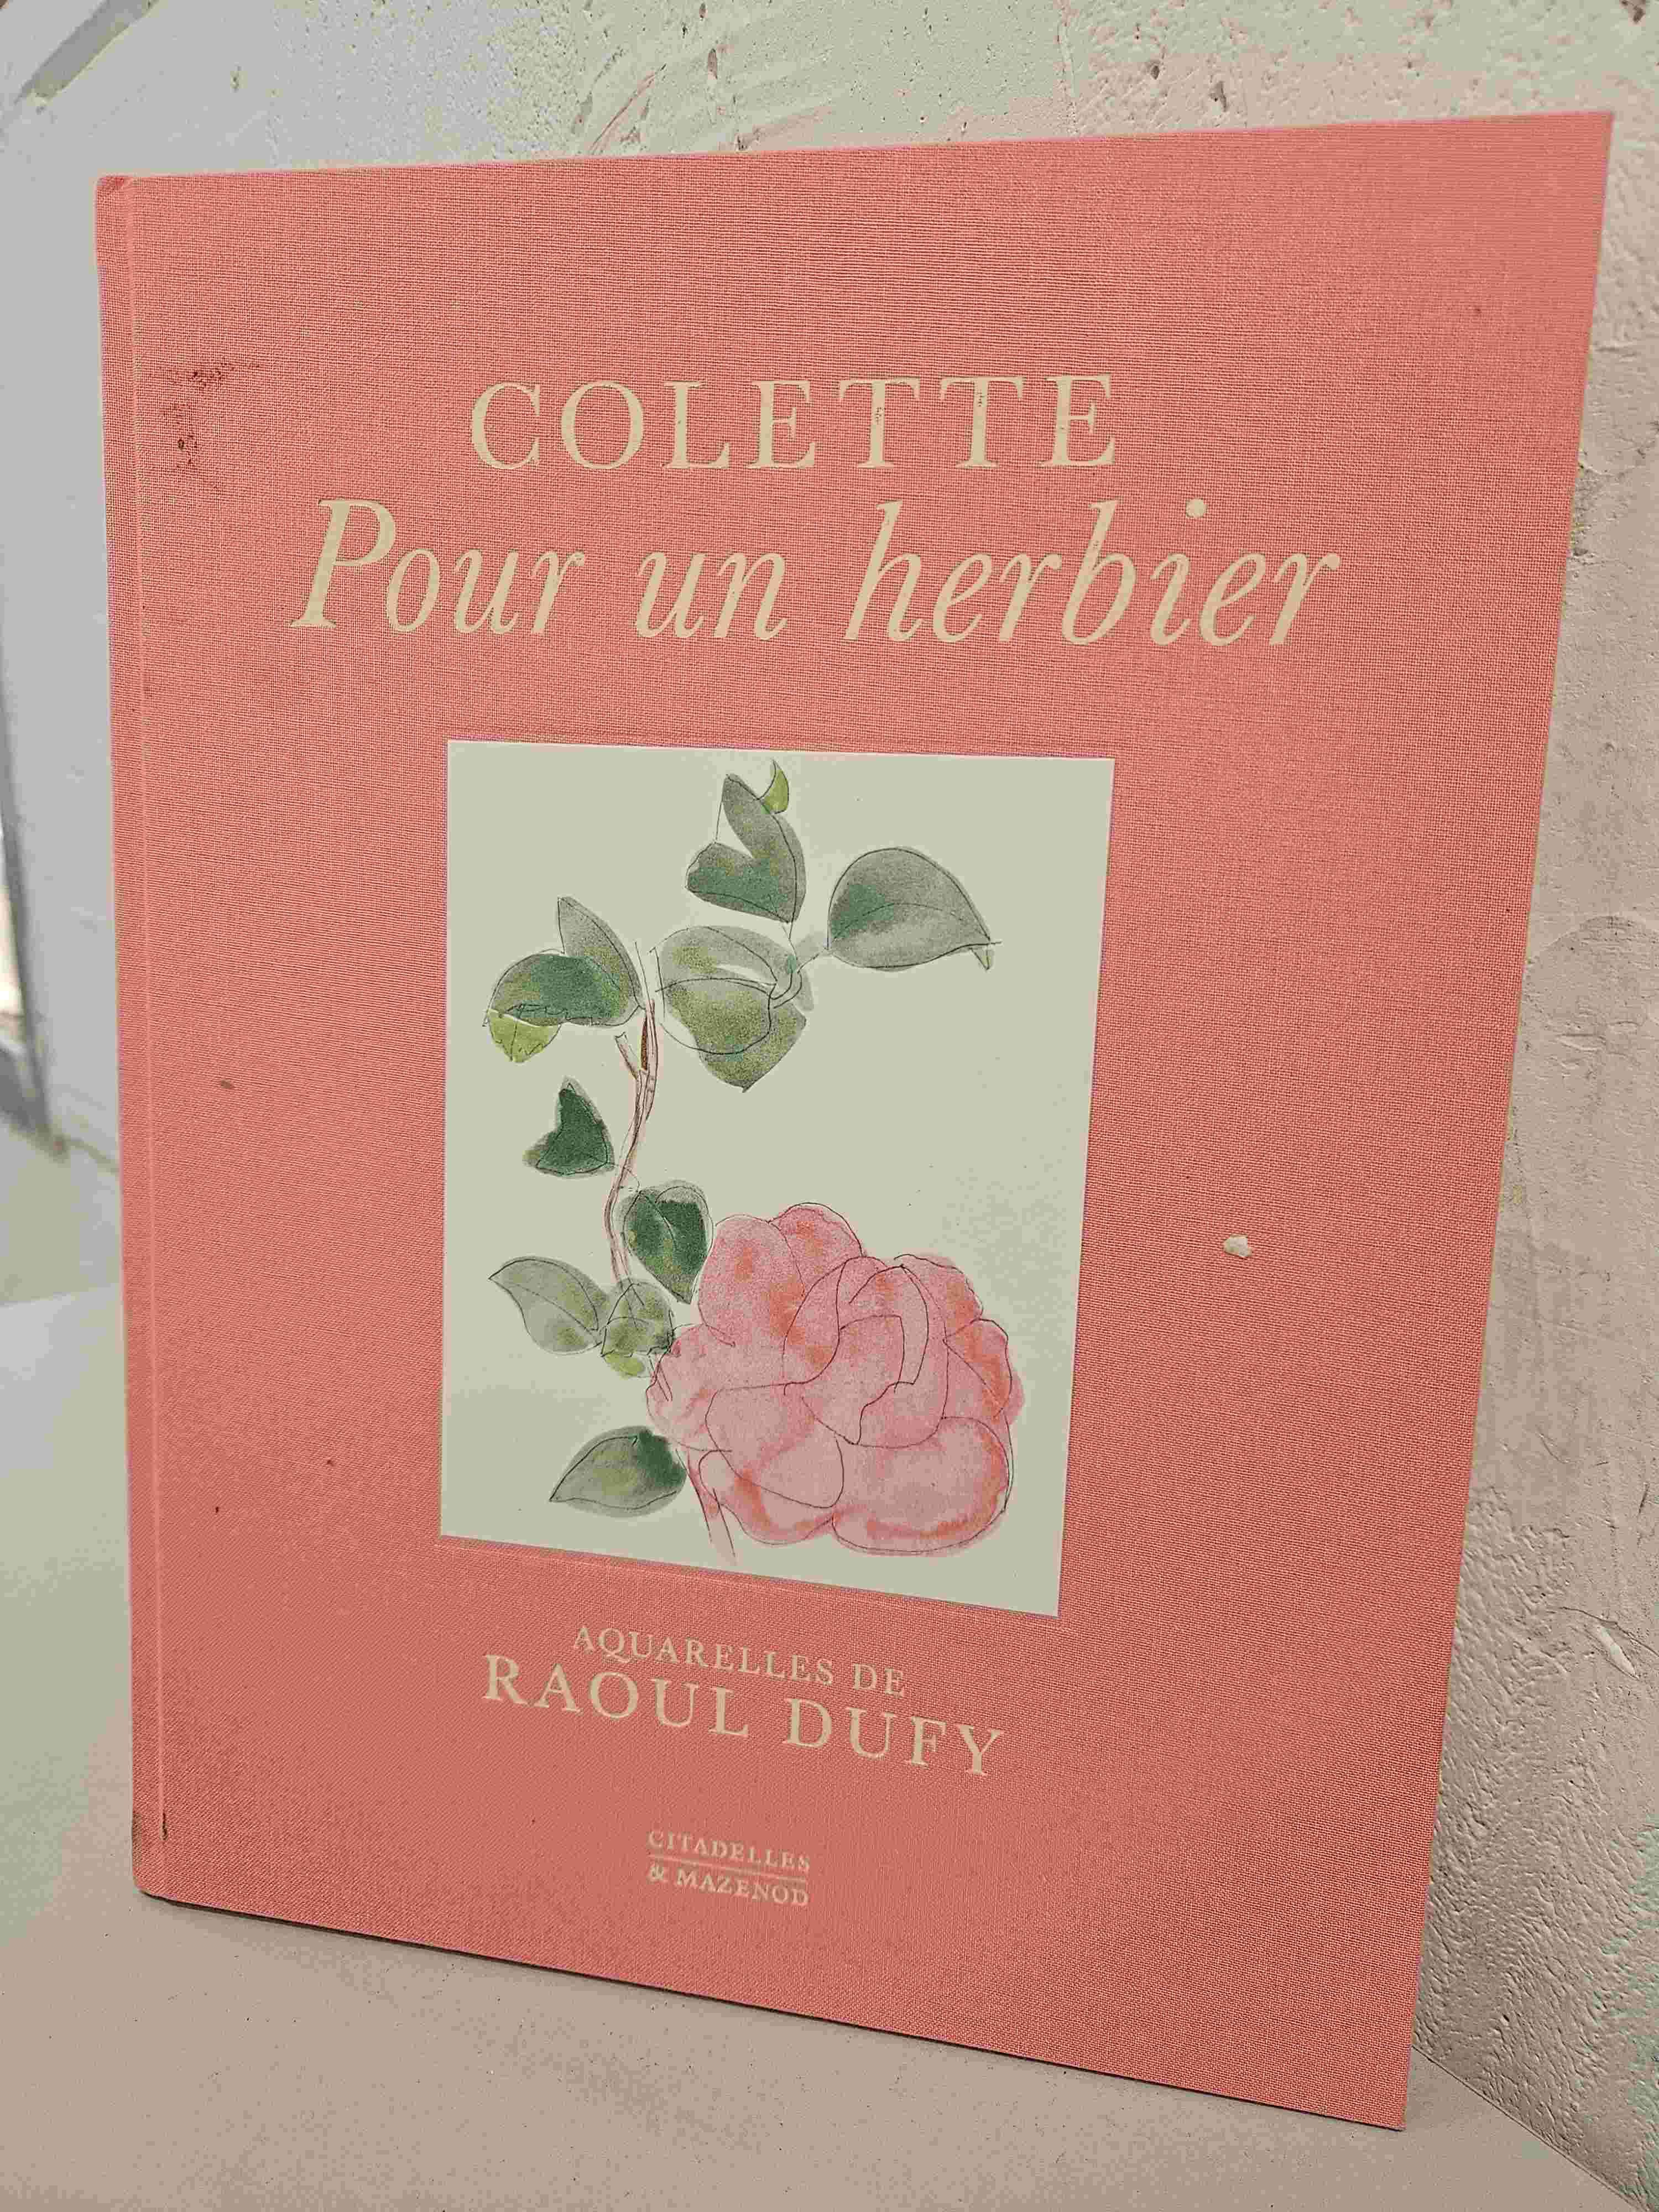 COLETTE
Pour un herbier
AQUARELLES DE
RAOUL DUFY
CITADELLES
& MAZENOD